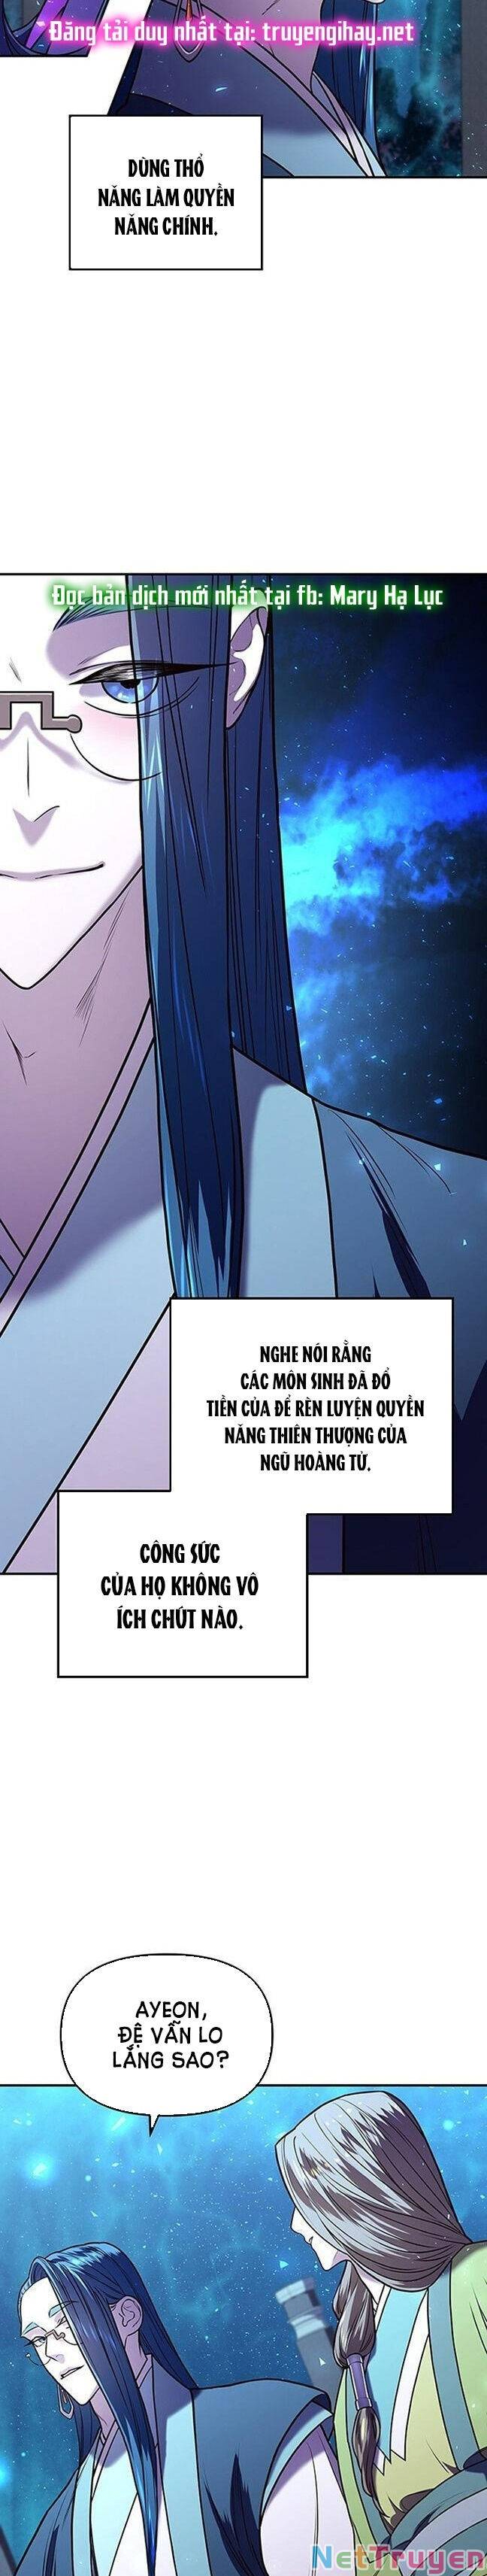 Đăng tải duy nhất tại: truyengihay.net
DÙNG THỔ
NĂNG LÀM QUYỀN
NĂNG CHÍNH.
Đọc bản dịch mới nhất tại fb: Mary Hạ Lục
NGHE NÓI RẰNG
CÁC MÔN SINH ĐÃ ĐỔ
TIỀN CỦA ĐỂ RÈN LUYỆN QUYỀN
NĂNG THIÊN THƯỢNG CỦA
NGŨ HOÀNG TỬ.
CÔNG SỨC
CỦA HỌ KHÔNG VÔ
ÍCH CHÚT NÀO.
AYEON,
ĐỆ VẪN LO
LẮNG SAO?
NetTruyen
NetTruyen